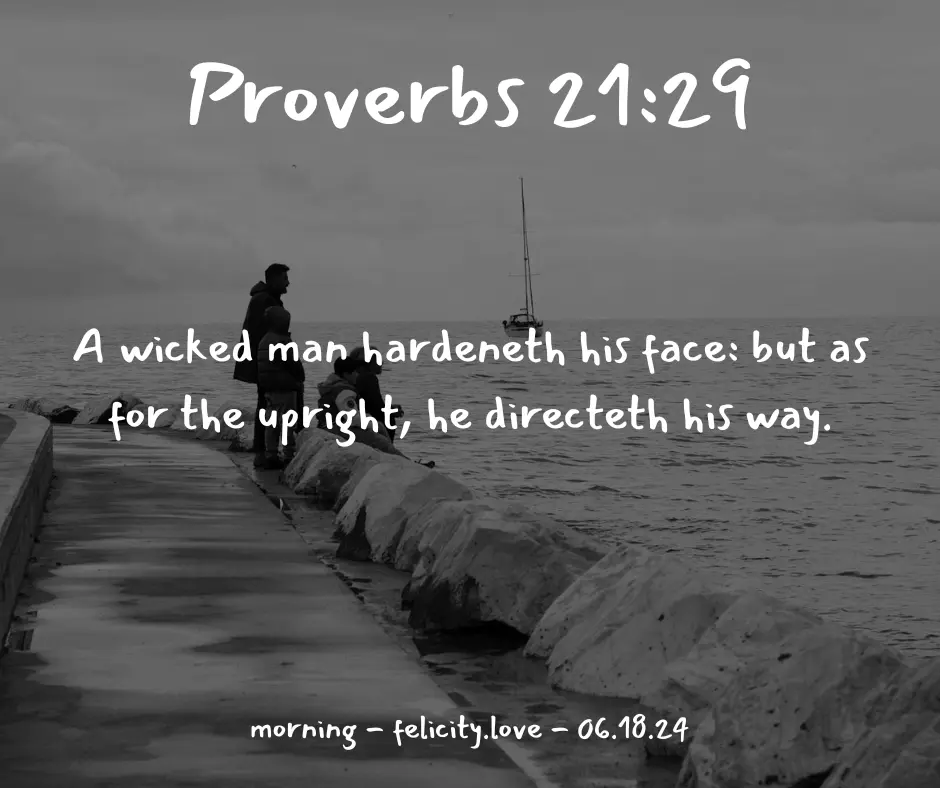 Proverbs 21:29
A wicked man hardeneth his face: but as
for the upright, he directeth his way.
morning - felicity.love - 06.18.24